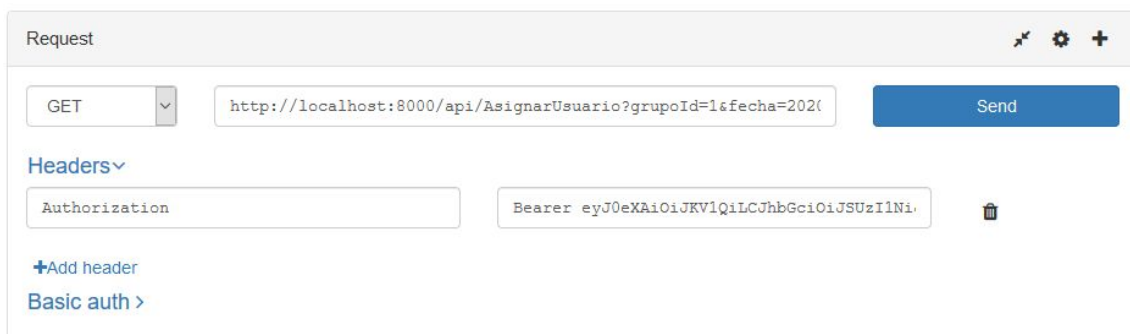 Request
GET
http://localhost:8000/api/AsignarUsuario?grupoId=1&fecha=202(
Send
Headers
Authorization
Bearer eyJ0eXAiOiJKV1QiLCJhbGciOiJSUzI1Ni
+Add header
Basic auth >